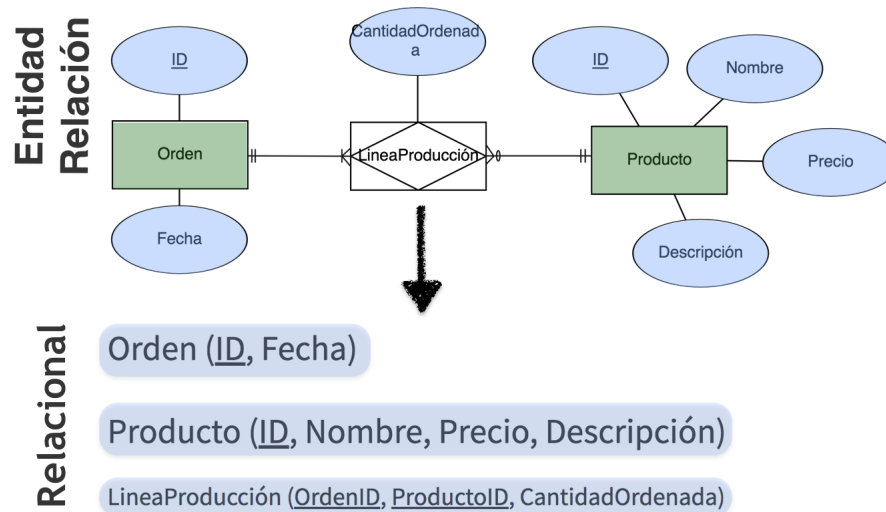 Entidad
Relación
ID
CantidadOrdenad
a
ID
Nombre
Orden
LineaProducción
Producto
Precio
Fecha
Descripción
Relacional
Orden (ID, Fecha)
Producto (ID, Nombre, Precio, Descripción)
LineaProducción (OrdenID, ProductoID, CantidadOrdenada)